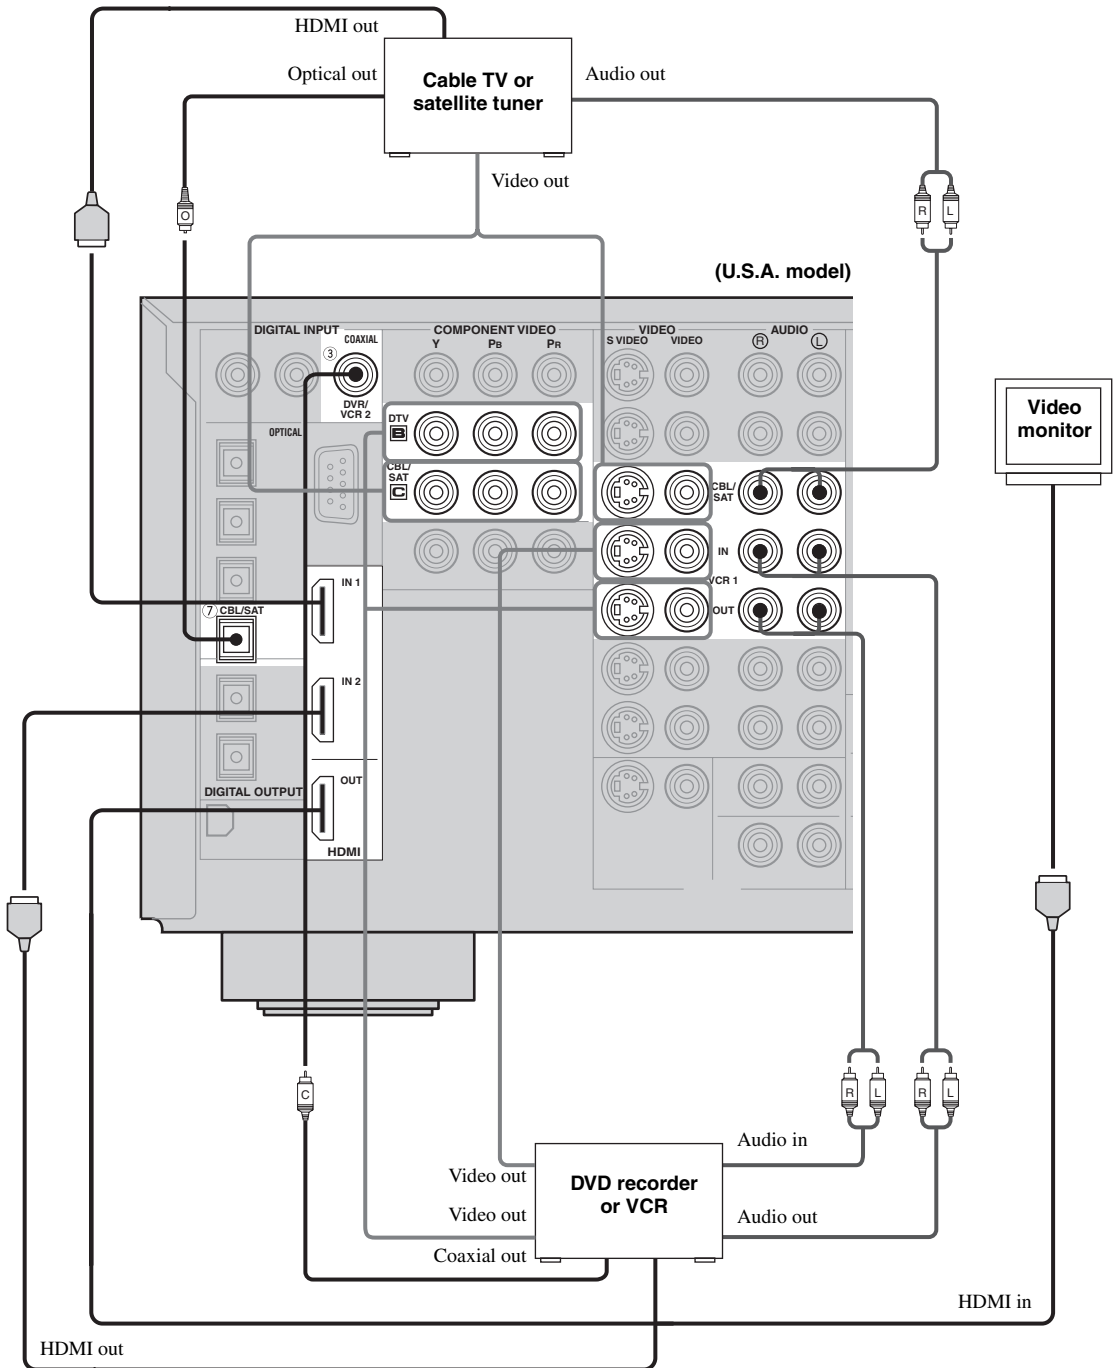 HDMI out
Optical out
Cable TV or
satellite tuner
Audio out
Video out
O
R
L
(U.S.A. model)
DIGITAL INPUT
COMPONENT VIDEO
VIDEO
AUDIO
COAXIAL
Y
PB
PR
S VIDEO
VIDEO
R
L
③
DVR/
VCR 2
DTV
B
OPTICAL
CBL/
SAT
C
CBL/
SAT
IN
VCR 1
OUT
IN 1
⑦ CBL/SAT
IN 2
OUT
DIGITAL OUTPUT
HDMI
Video
monitor
C
R
L
R
L
Audio in
Video out
DVD recorder
or VCR
Video out
Audio out
Coaxial out
HDMI in
HDMI out